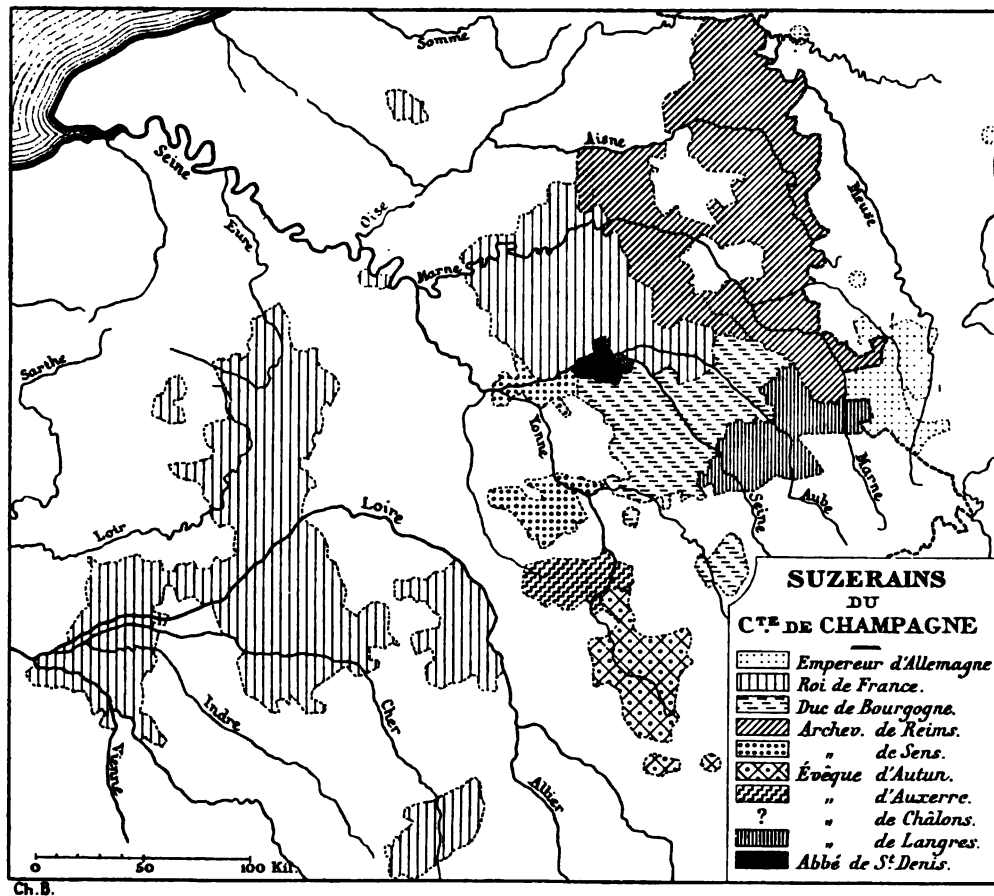 Somme
Aisne
Seine
Oise
Eure
Meuse
Marne
Sarthe
Yonne
Loir
Loire
Seine
Aube
Marne
Indre
Cher
Vienne
Allier
SUZERAINS
DU
C.TE DE CHAMPAGNE
Empereur d'Allemagne
Roi de France.
Duc de Bourgogne.
Archev. de Reims.
„ de Sens.
Évêque d'Autun.
„ d'Auxerre.
? „ de Châlons.
„ de Langres.
Abbé de St. Denis.
0 50 100 Kil.
Ch.B.